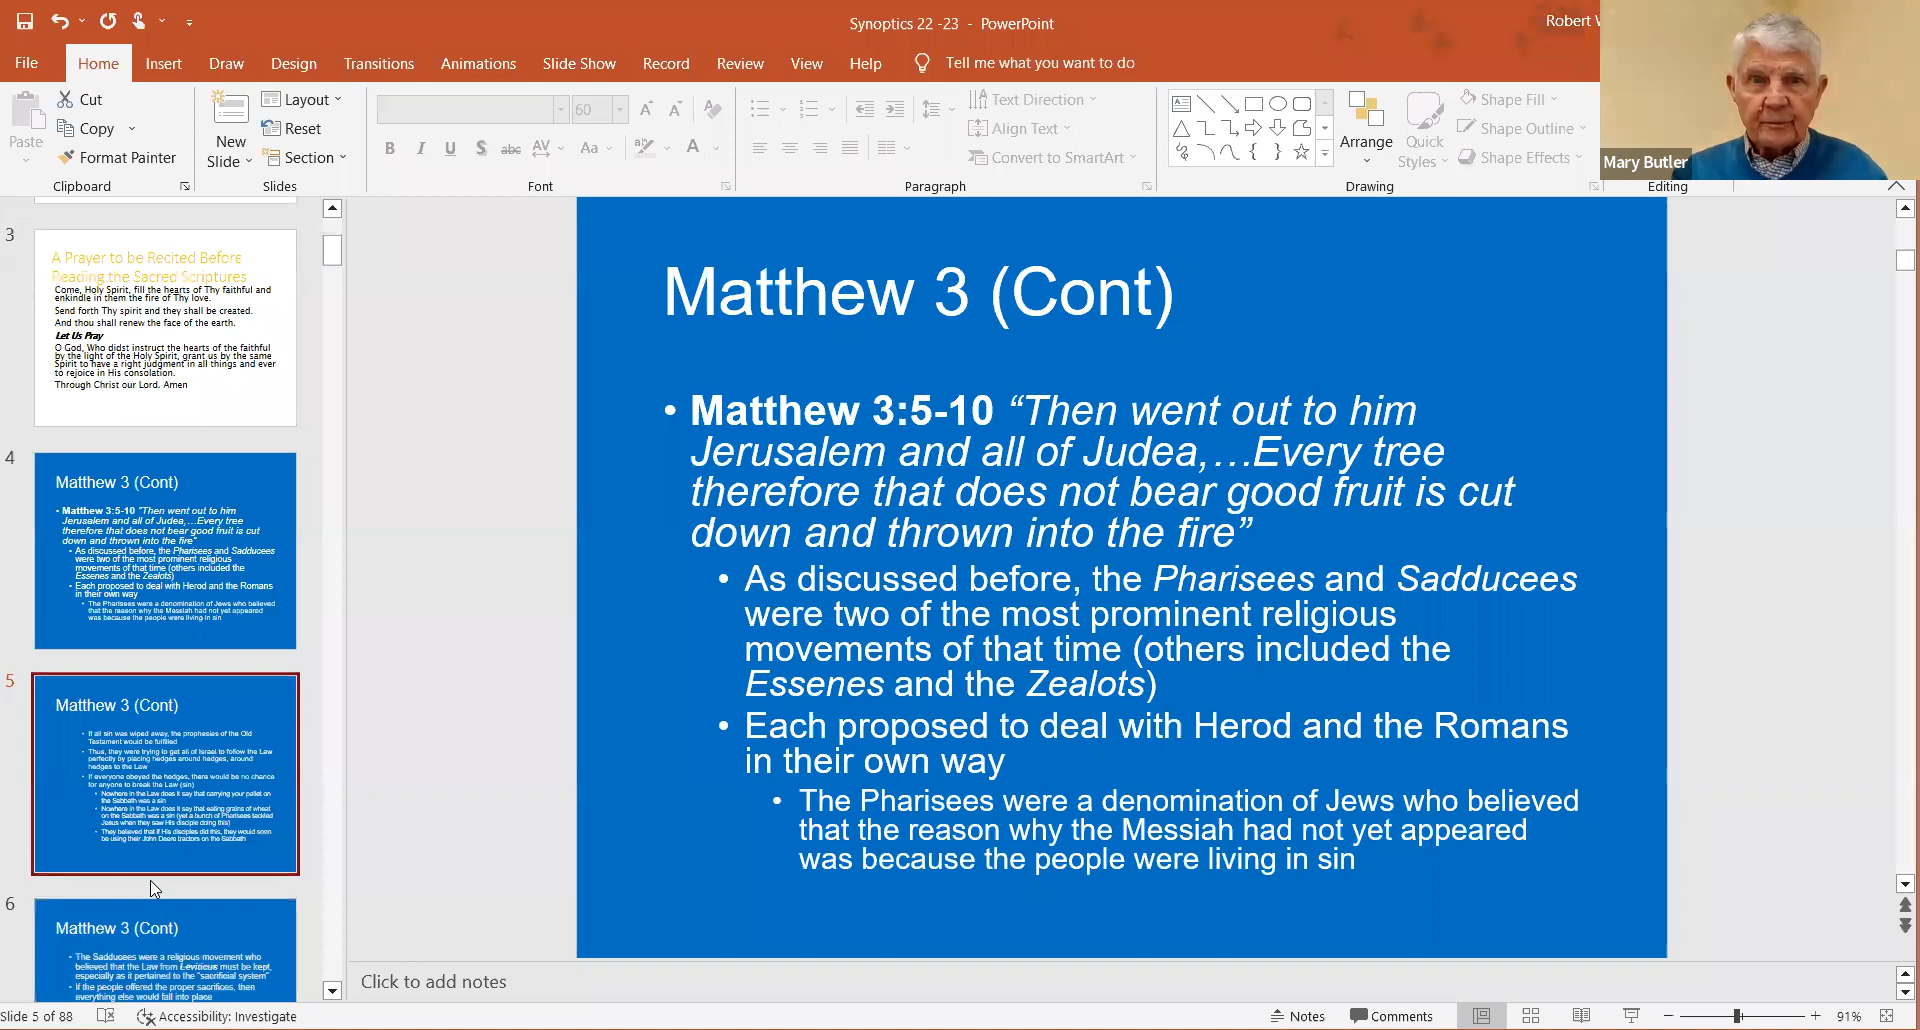 Synoptics 22 -23 - PowerPoint
Robert
File Home Insert Draw Design Transitions Animations Slide Show Record Review View Help Tell me what you want to do
Paste
Cut
Copy
Format Painter
Clipboard
New
Slide
Layout
Reset
Section
Slides
60
B I U S abc AV Aa A
Font
Text Direction
Align Text
Convert to SmartArt
Paragraph
Arrange
Quick
Styles
Shape Fill
Shape Outline
Shape Effects
Drawing
Editing
Mary Butler
3
A Prayer to be Recited Before
Reading the Sacred Scriptures
Come, Holy Spirit, fill the hearts of Thy faithful and
enkindle in them the fire of Thy love.
Send forth Thy spirit and they shall be created.
And thou shall renew the face of the earth.
Let Us Pray
O God, Who didst instruct the hearts of the faithful
by the light of the Holy Spirit, grant us by the same
Spirit to have a right judgment in all things and ever
to rejoice in His consolation.
Through Christ our Lord. Amen
4
Matthew 3 (Cont)
• Matthew 3:5-10 “Then went out to him
Jerusalem and all of Judea,…Every tree
therefore that does not bear good fruit is cut
down and thrown into the fire”
• As discussed before, the Pharisees and Sadducees
were two of the most prominent religious
movements of that time (others included the
Essenes and the Zealots)
• Each proposed to deal with Herod and the Romans
in their own way
• The Pharisees were a denomination of Jews who believed
that the reason why the Messiah had not yet appeared
was because the people were living in sin
5
Matthew 3 (Cont)
• If all sin was wiped away, the prophesies of the Old
Testament would be fulfilled
• Thus, they were trying to get all of Israel to follow the Law
perfectly by placing hedges around hedges, around
hedges to the Law
• If everyone obeyed the hedges, there would be no chance
for anyone to break the Law (sin)
• Nowhere in the Law does it say that carrying your pallet on
the Sabbath was a sin
• Nowhere in the Law does it say that eating grains of wheat
on the Sabbath was a sin (yet a bunch of Pharisees tackled
Jesus when they saw His disciple doing this)
• They believed that if His disciples did this, they would soon
be using their John Deere tractors on the Sabbath
6
Matthew 3 (Cont)
• The Sadducees were a religious movement who
believed that the Law from Leviticus must be kept,
especially as it pertained to the “sacrificial system”
• If the people offered the proper sacrifices, then
everything else would fall into place
Matthew 3 (Cont)
• Matthew 3:5-10 “Then went out to him
Jerusalem and all of Judea,…Every tree
therefore that does not bear good fruit is cut
down and thrown into the fire”
• As discussed before, the Pharisees and Sadducees
were two of the most prominent religious
movements of that time (others included the
Essenes and the Zealots)
• Each proposed to deal with Herod and the Romans
in their own way
• The Pharisees were a denomination of Jews who believed
that the reason why the Messiah had not yet appeared
was because the people were living in sin
Click to add notes
Slide 5 of 88 Accessibility: Investigate Notes Comments 91%